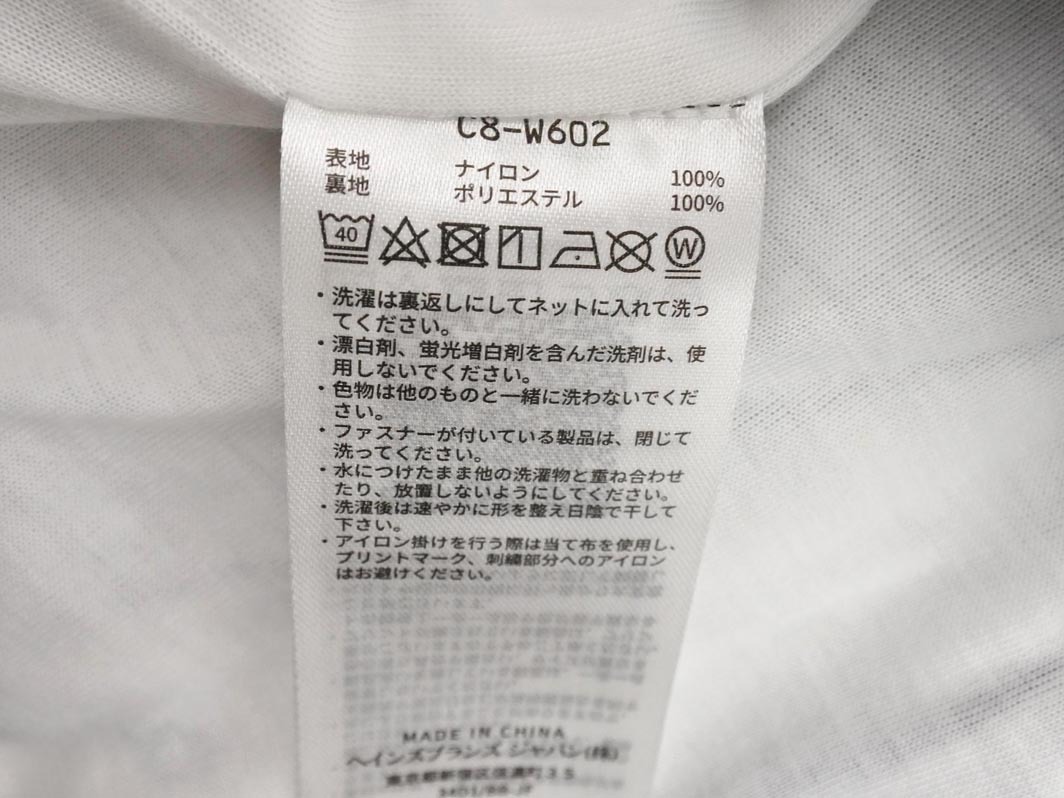 C8-W602
表地 ナイロン 100%
裏地 ポリエステル 100%
40 W
・洗濯は裏返しにしてネットに入れて洗っ
てください。
・漂白剤、蛍光増白剤を含んだ洗剤は、使
用しないでください。
・色物は他のものと一緒に洗わないでくだ
さい。
・ファスナーが付いている製品は、閉じて
洗ってください。
・水につけたまま他の洗濯物と重ね合わせ
たり、放置しないようにしてください。
・洗濯後は速やかに形を整え日陰で干して
下さい。
・アイロン掛けを行う際は当て布を使用し、
プリントマーク、刺繍部分へのアイロン
はお避けください。
MADE IN CHINA
ヘインズブランズ ジャパン(株)
東京都新宿区信濃町35